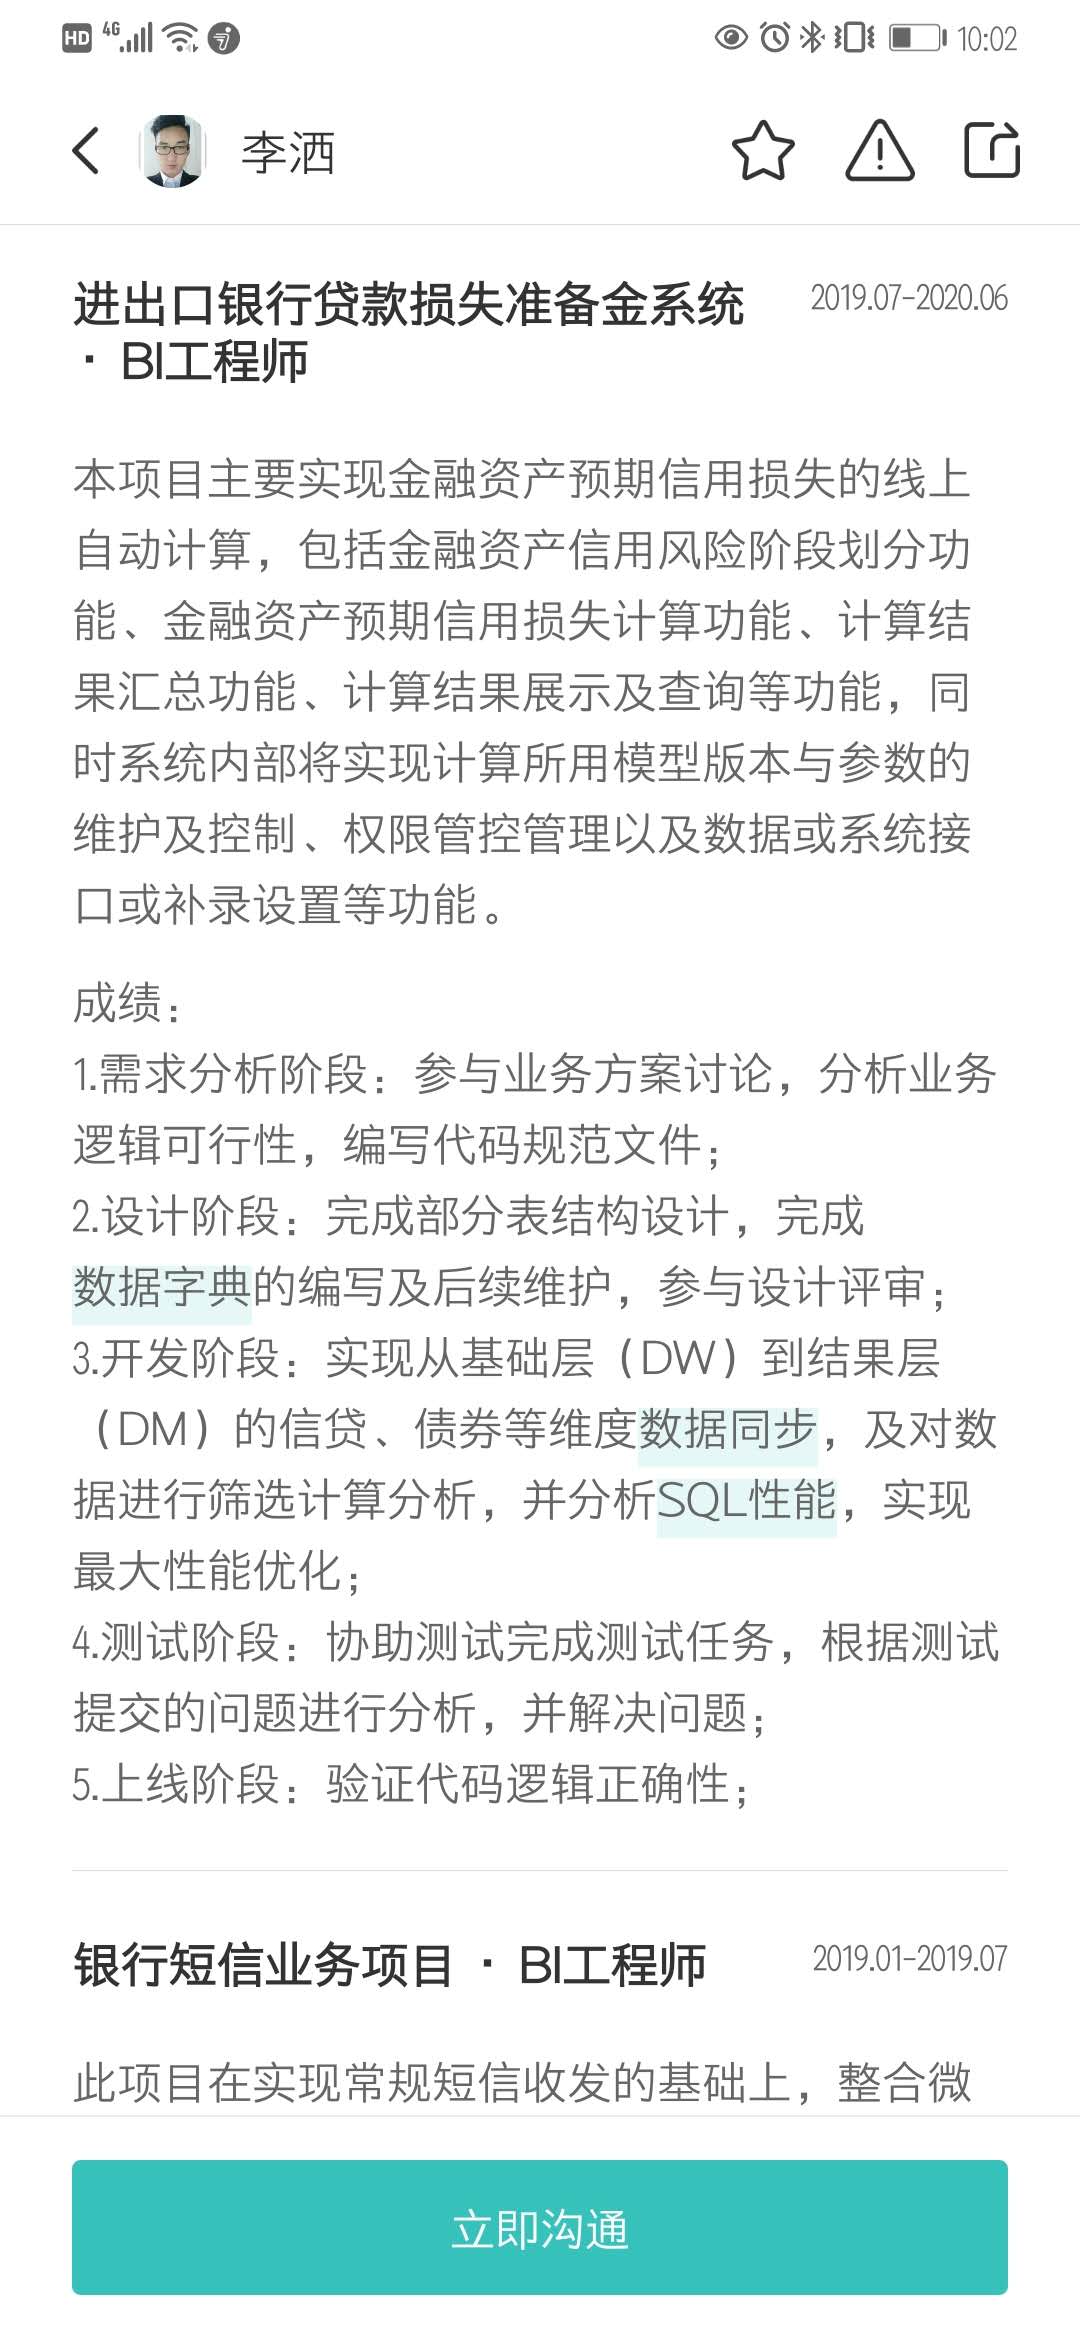 HD 4G 10:02
李洒
进出口银行贷款损失准备金系统 2019.07-2020.06
· BI工程师
本项目主要实现金融资产预期信用损失的线上
自动计算，包括金融资产信用风险阶段划分功
能、金融资产预期信用损失计算功能、计算结
果汇总功能、计算结果展示及查询等功能，同
时系统内部将实现计算所用模型版本与参数的
维护及控制、权限管控管理以及数据或系统接
口或补录设置等功能。
成绩：
1.需求分析阶段：参与业务方案讨论，分析业务
逻辑可行性，编写代码规范文件；
2.设计阶段：完成部分表结构设计，完成
数据字典的编写及后续维护，参与设计评审；
3.开发阶段：实现从基础层（DW）到结果层
（DM）的信贷、债券等维度数据同步，及对数
据进行筛选计算分析，并分析SQL性能，实现
最大性能优化；
4.测试阶段：协助测试完成测试任务，根据测试
提交的问题进行分析，并解决问题；
5.上线阶段：验证代码逻辑正确性；
银行短信业务项目 · BI工程师 2019.01-2019.07
此项目在实现常规短信收发的基础上，整合微
立即沟通